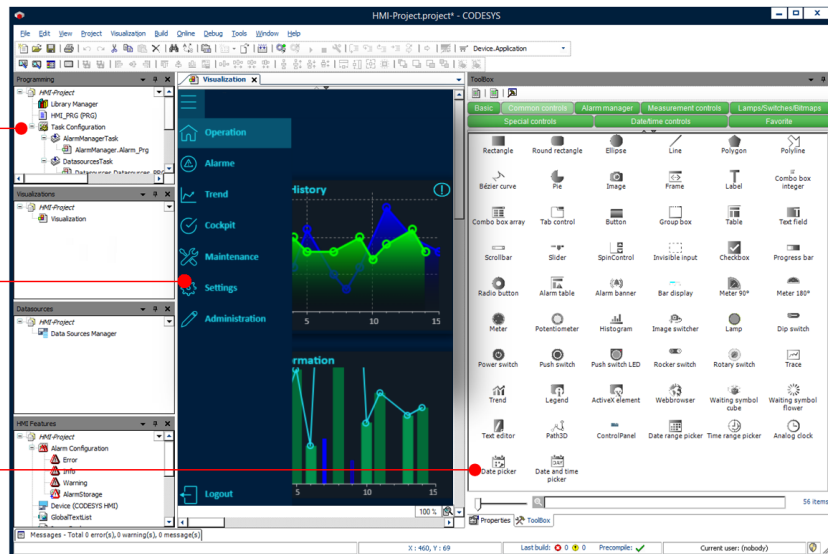 HMI-Project.project* - CODESYS
File Edit View Project Visualization Build Online Debug Tools Window Help
Device.Application
Programming
HMI-Project
Library Manager
HMI_PRG (PRG)
Task Configuration
AlarmManagerTask
AlarmManager.Alarm_Prg
DatasourcesTask
Datasources.Datasources_PRG
Visualizations
HMI-Project
Visualization
Datasources
HMI-Project
Data Sources Manager
HMI Features
HMI-Project
Alarm Configuration
Error
Info
Warning
AlarmStorage
Device (CODESYS HMI)
GlobalTextList
Visualization
Operation
Alarme
Trend
Cockpit
Maintenance
Settings
Administration
Logout
History
5 10 15
rmation
5 10 15
100 %
ToolBox
Basic Common controls Alarm manager Measurement controls Lamps/Switches/Bitmaps
Special controls Date/time controls Favorite
Rectangle Round rectangle Ellipse Line Polygon Polyline
Bézier curve Pie Image Frame Label Combo box integer
Combo box array Tab control Button Group box Table Text field
Scrollbar Slider SpinControl Invisible input Checkbox Progress bar
Radio button Alarm table Alarm banner Bar display Meter 90° Meter 180°
Meter Potentiometer Histogram Image switcher Lamp Dip switch
Power switch Push switch Push switch LED Rocker switch Rotary switch Trace
Trend Legend ActiveX element Webbrowser Waiting symbol cube Waiting symbol flower
Text editor Path3D ControlPanel Date range picker Time range picker Analog clock
Date picker Date and time picker
56 items
Properties ToolBox
Messages - Total 0 error(s), 0 warning(s), 0 message(s)
X : 460, Y : 69 Last build: 0 0 Precompile: Current user: (nobody)